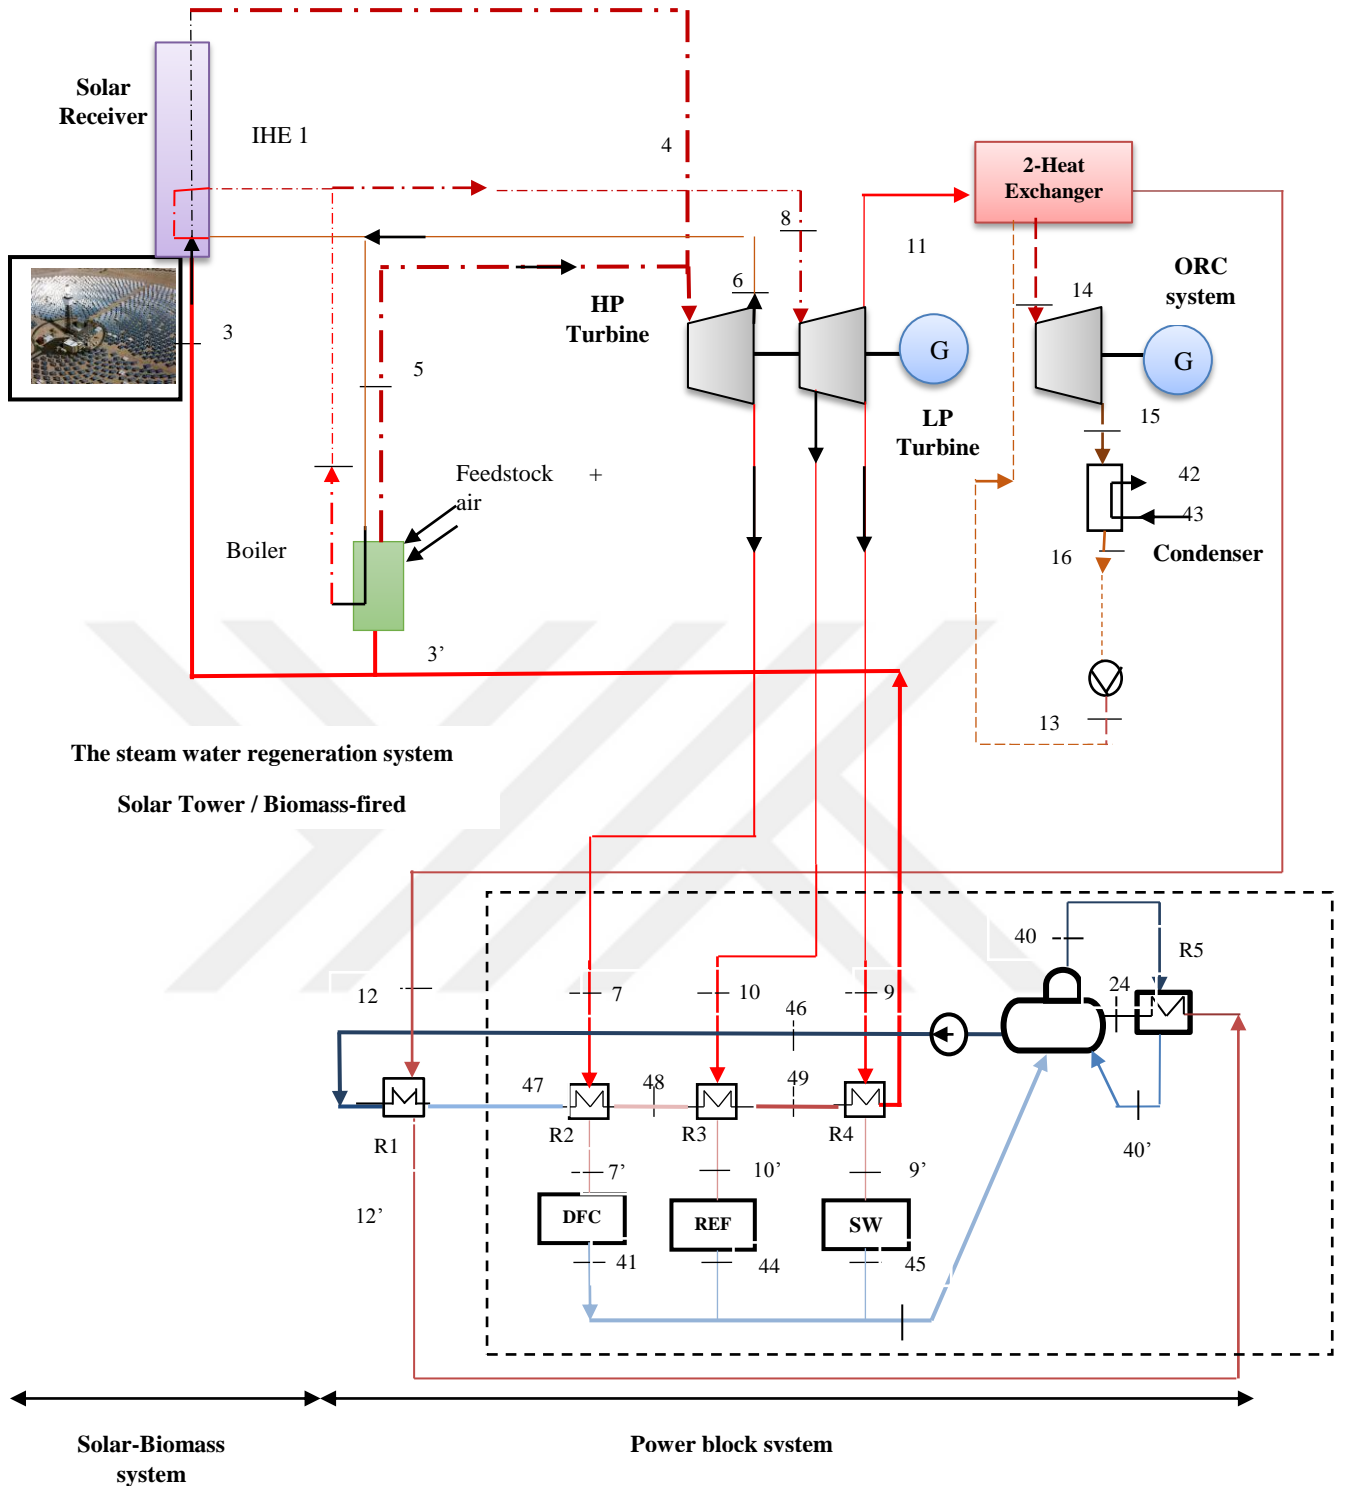 Solar
Receiver
IHE 1
4
2-Heat
Exchanger
8
11
6
14
ORC
system
HP
Turbine
3
5
G
G
LP
Turbine
15
Feedstock +
air
42
43
Boiler
16
Condenser
3’
13
The steam water regeneration system
Solar Tower / Biomass-fired
40
R5
12
7
10
9
24
46
47
48
49
R1
R2
R3
R4
40’
7’
10’
9’
12’
DFC
REF
SW
41
44
45
Solar-Biomass
system
Power block system